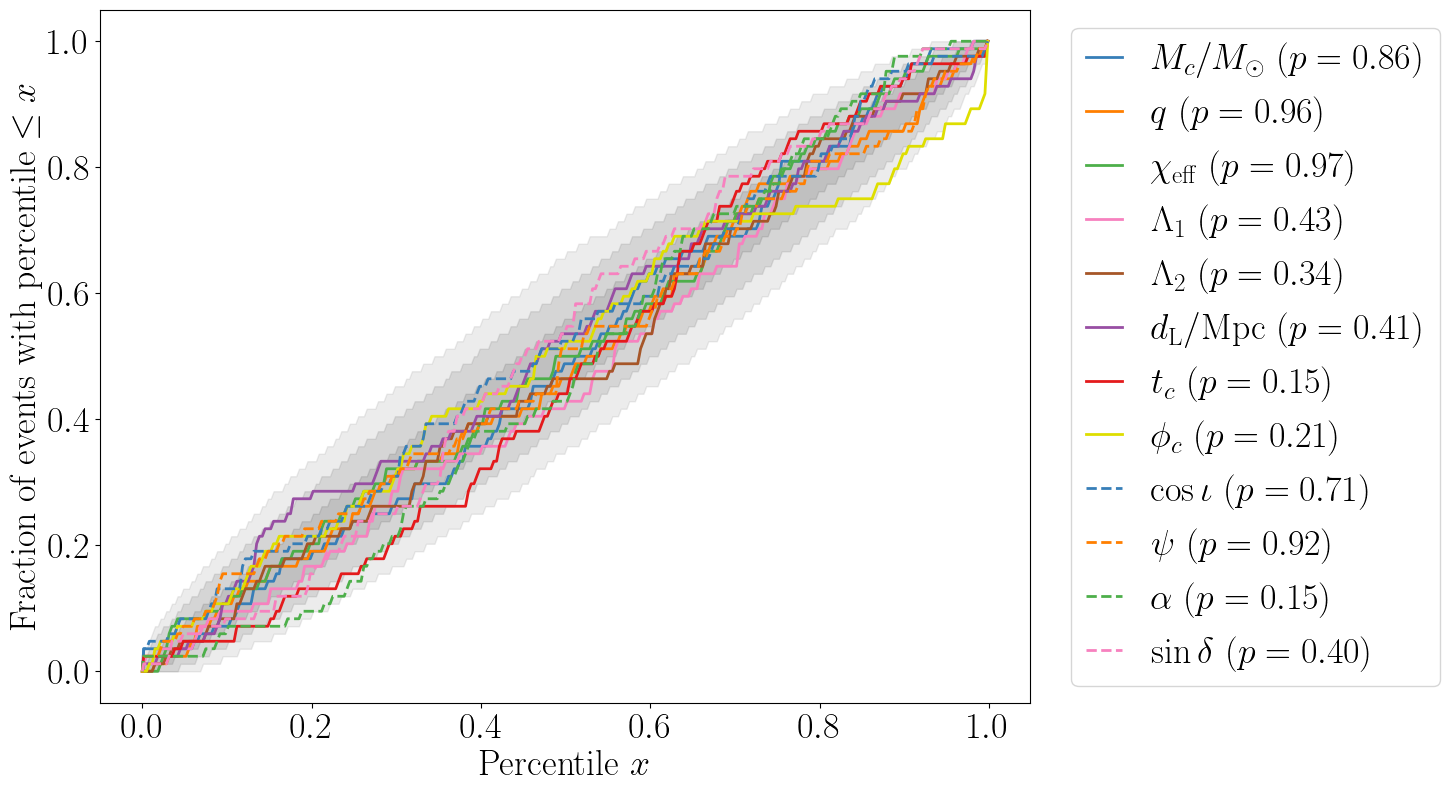 Fraction of events with percentile ≤ x
1.0
0.8
0.6
0.4
0.2
0.0
0.0 0.2 0.4 0.6 0.8 1.0
Percentile x
M_c/M_⊙ (p = 0.86)
q (p = 0.96)
χ_eff (p = 0.97)
Λ_1 (p = 0.43)
Λ_2 (p = 0.34)
d_L/Mpc (p = 0.41)
t_c (p = 0.15)
ϕ_c (p = 0.21)
cos ι (p = 0.71)
ψ (p = 0.92)
α (p = 0.15)
sin δ (p = 0.40)